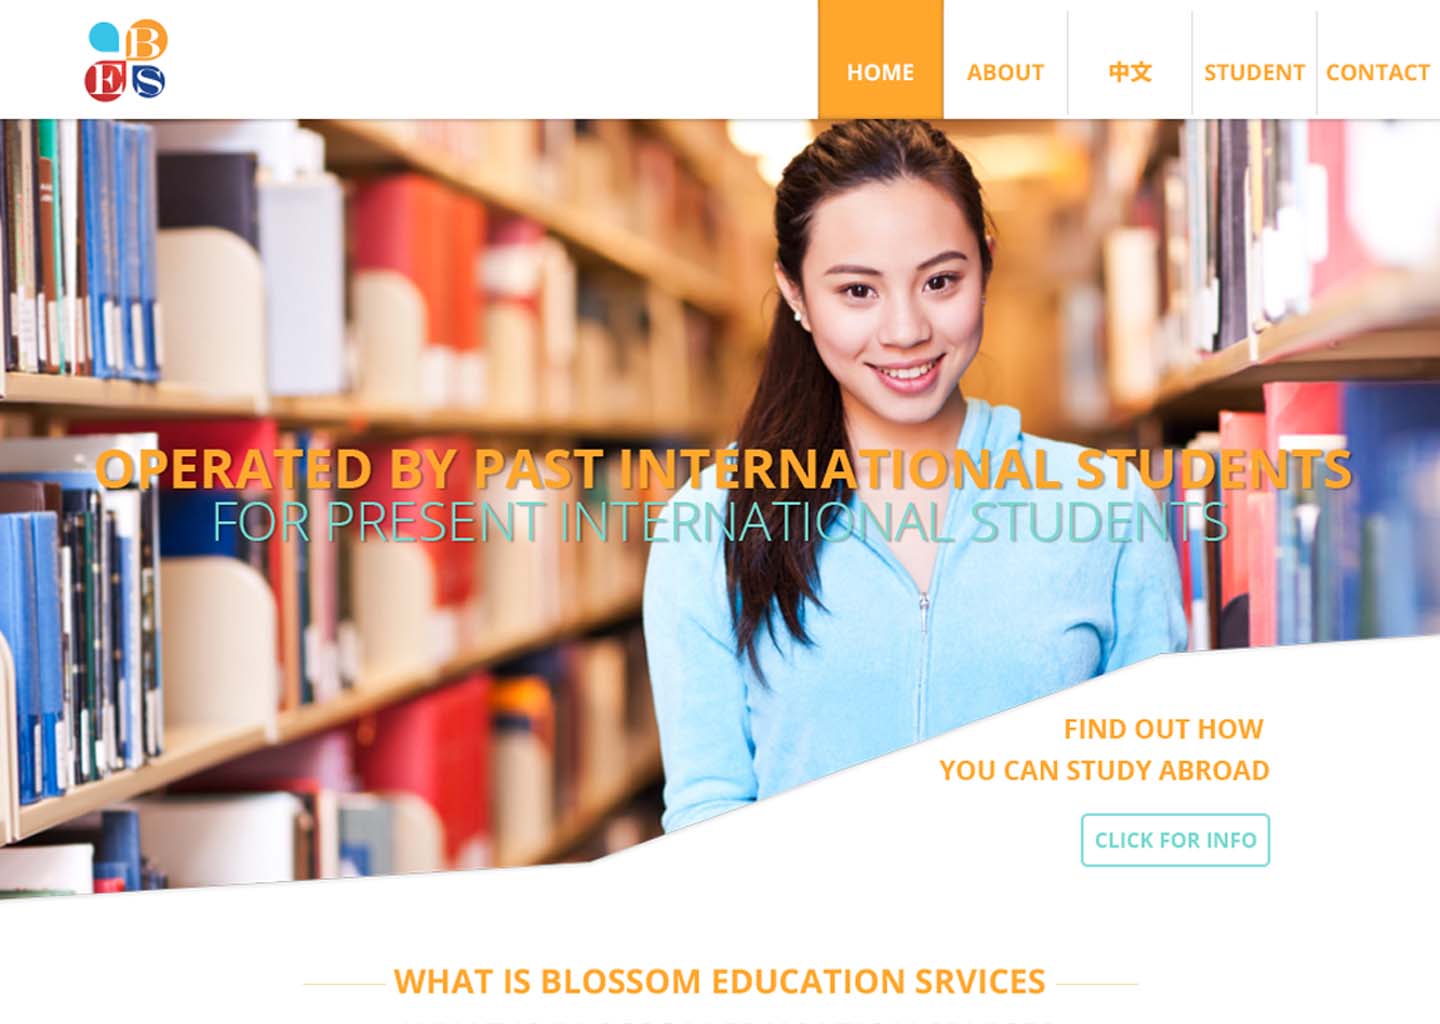 B
E S
HOME
ABOUT
中文
STUDENT
CONTACT
OPERATED BY PAST INTERNATIONAL STUDENTS
FOR PRESENT INTERNATIONAL STUDENTS
FIND OUT HOW
YOU CAN STUDY ABROAD
CLICK FOR INFO
WHAT IS BLOSSOM EDUCATION SRVICES